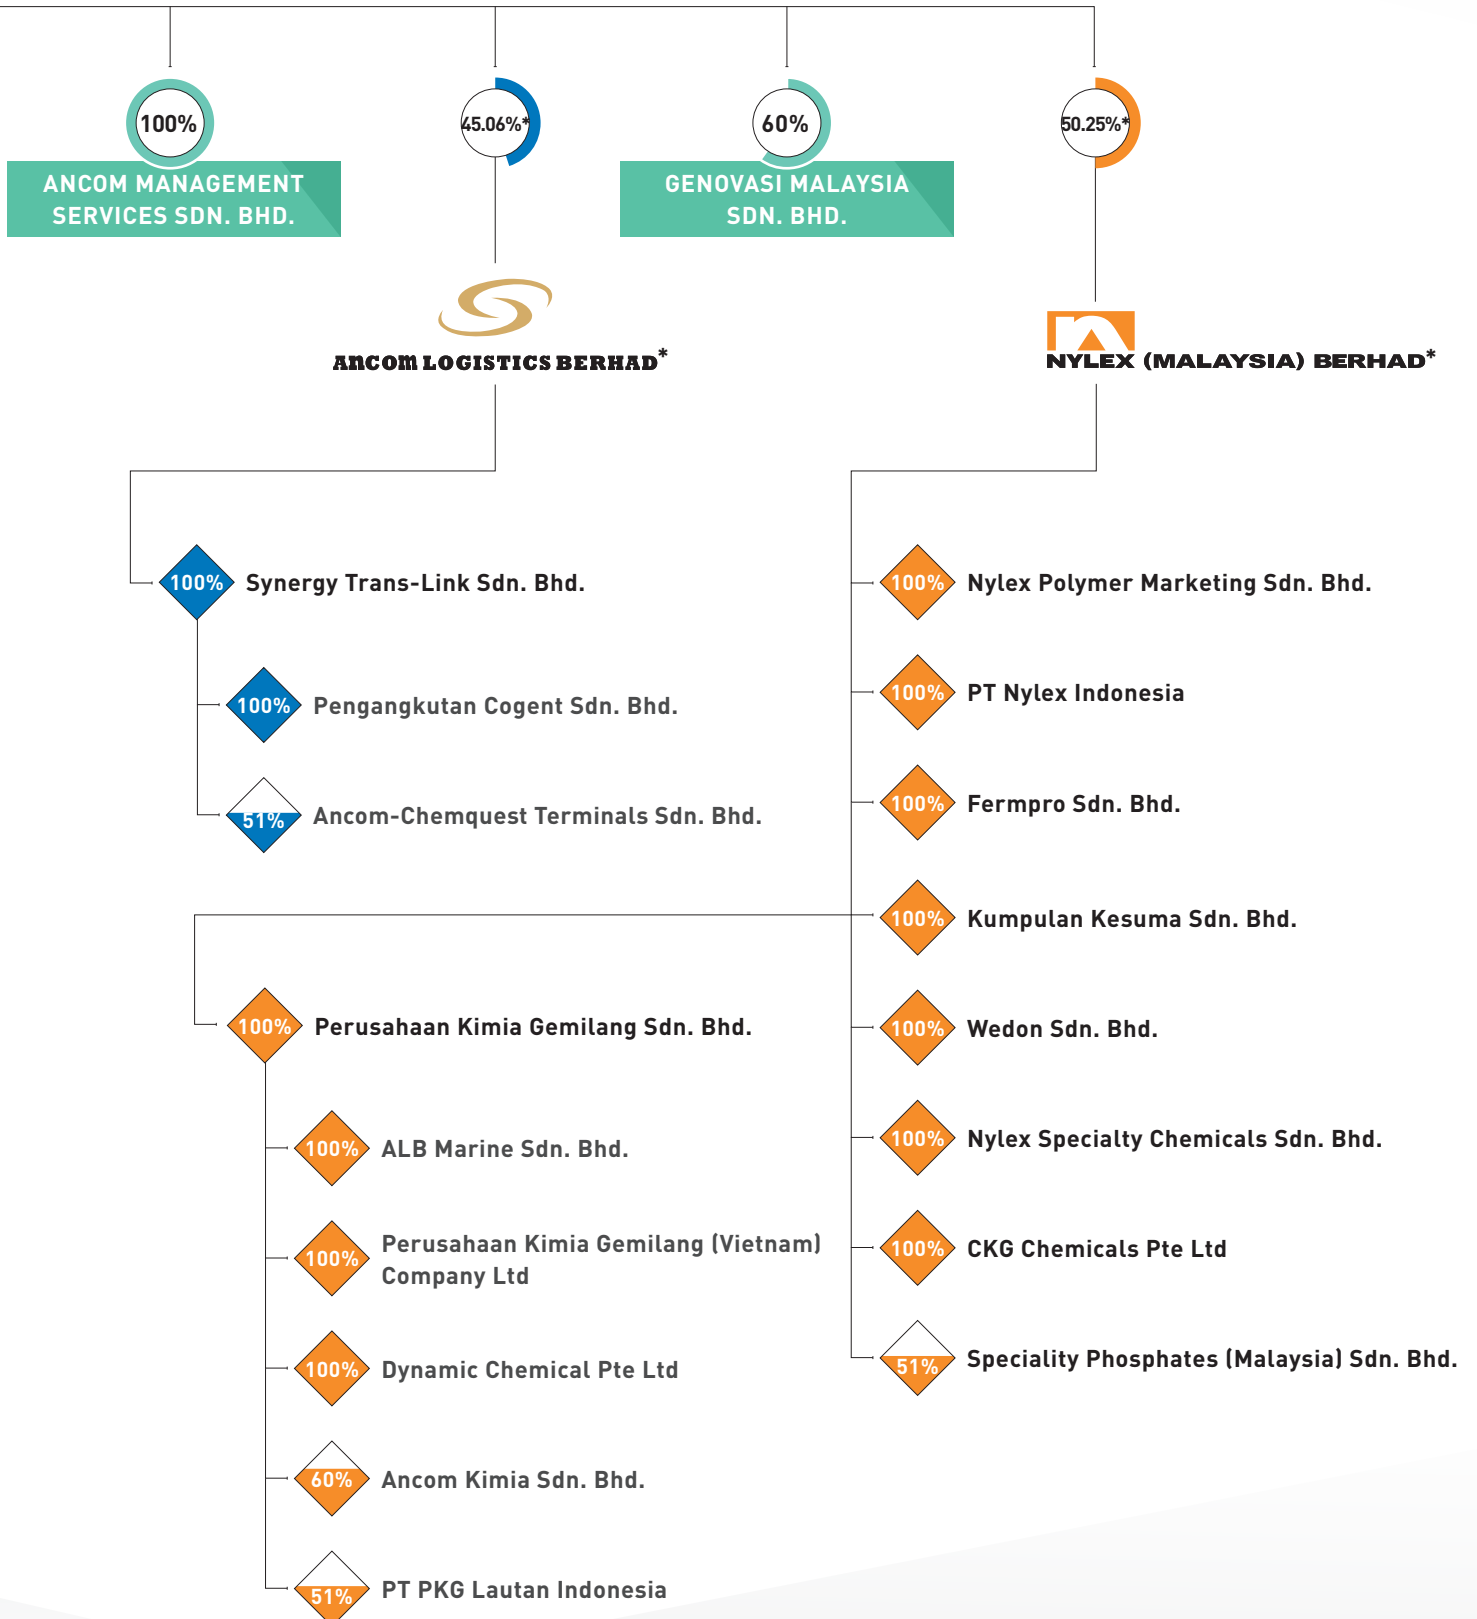 100%
ANCOM MANAGEMENT
SERVICES SDN. BHD.
45.06%*
60%
GENOVASI MALAYSIA
SDN. BHD.
50.25%*
ANCOM LOGISTICS BERHAD*
NYLEX (MALAYSIA) BERHAD*
100% Synergy Trans-Link Sdn. Bhd.
100% Pengangkutan Cogent Sdn. Bhd.
51% Ancom-Chemquest Terminals Sdn. Bhd.
100% Nylex Polymer Marketing Sdn. Bhd.
100% PT Nylex Indonesia
100% Fermpro Sdn. Bhd.
100% Kumpulan Kesuma Sdn. Bhd.
100% Wedon Sdn. Bhd.
100% Nylex Specialty Chemicals Sdn. Bhd.
100% CKG Chemicals Pte Ltd
51% Speciality Phosphates (Malaysia) Sdn. Bhd.
100% Perusahaan Kimia Gemilang Sdn. Bhd.
100% ALB Marine Sdn. Bhd.
100% Perusahaan Kimia Gemilang (Vietnam)
Company Ltd
100% Dynamic Chemical Pte Ltd
60% Ancom Kimia Sdn. Bhd.
51% PT PKG Lautan Indonesia